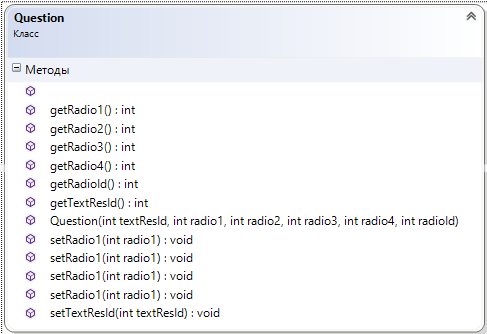 Question
Класс
Методы
getRadio1() : int
getRadio2() : int
getRadio3() : int
getRadio4() : int
getRadioId() : int
getTextResId() : int
Question(int textResId, int radio1, int radio2, int radio3, int radio4, int radioId)
setRadio1(int radio1) : void
setRadio1(int radio1) : void
setRadio1(int radio1) : void
setRadio1(int radio1) : void
setTextResId(int textResId) : void